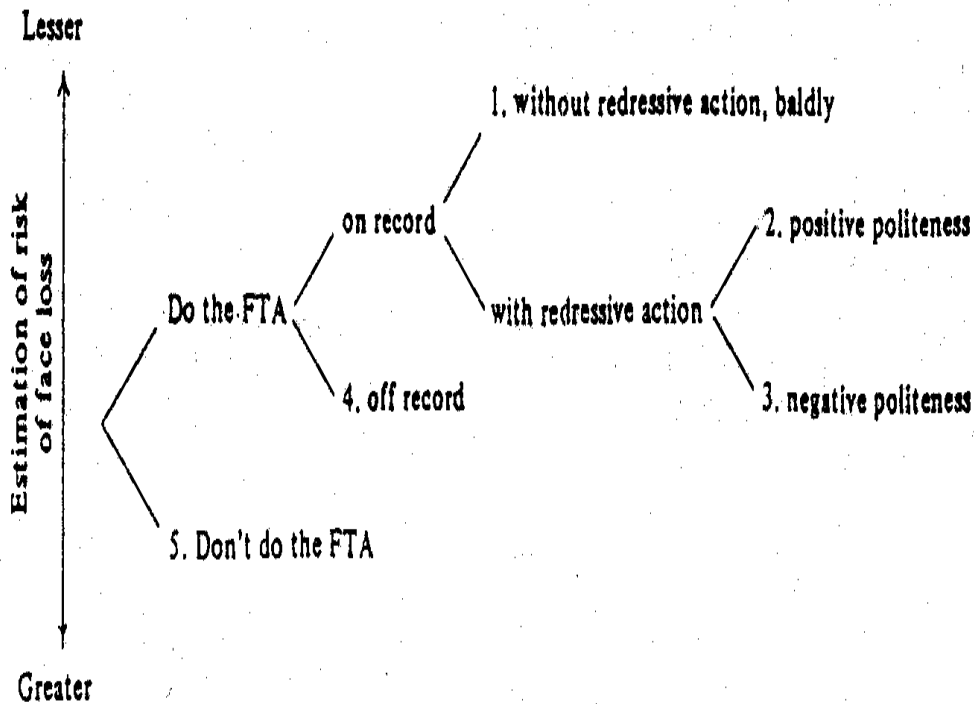 Lesser
1. without redressive action, baldly
on record
2. positive politeness
Estimation of risk
of face loss
Do the FTA
with redressive action
4. off record
3. negative politeness
5. Don't do the FTA
Greater